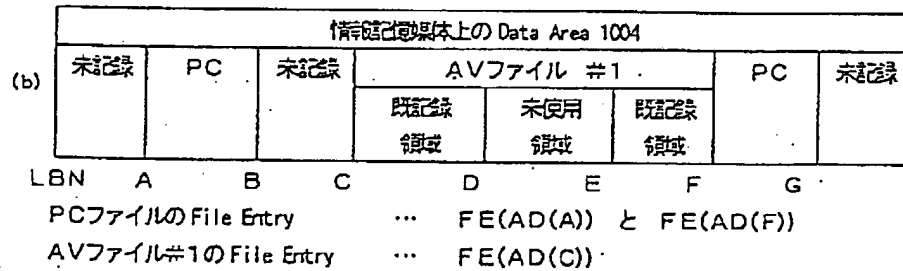 情報記憶媒体上の Data Area 1004
(b) 未記録 PC 未記録 AVファイル #1 PC 未記録
既記録領域 未使用領域 既記録領域
LBN A B C D E F G
PCファイルのFile Entry … FE(AD(A)) と FE(AD(F))
AVファイル#1のFile Entry … FE(AD(C))